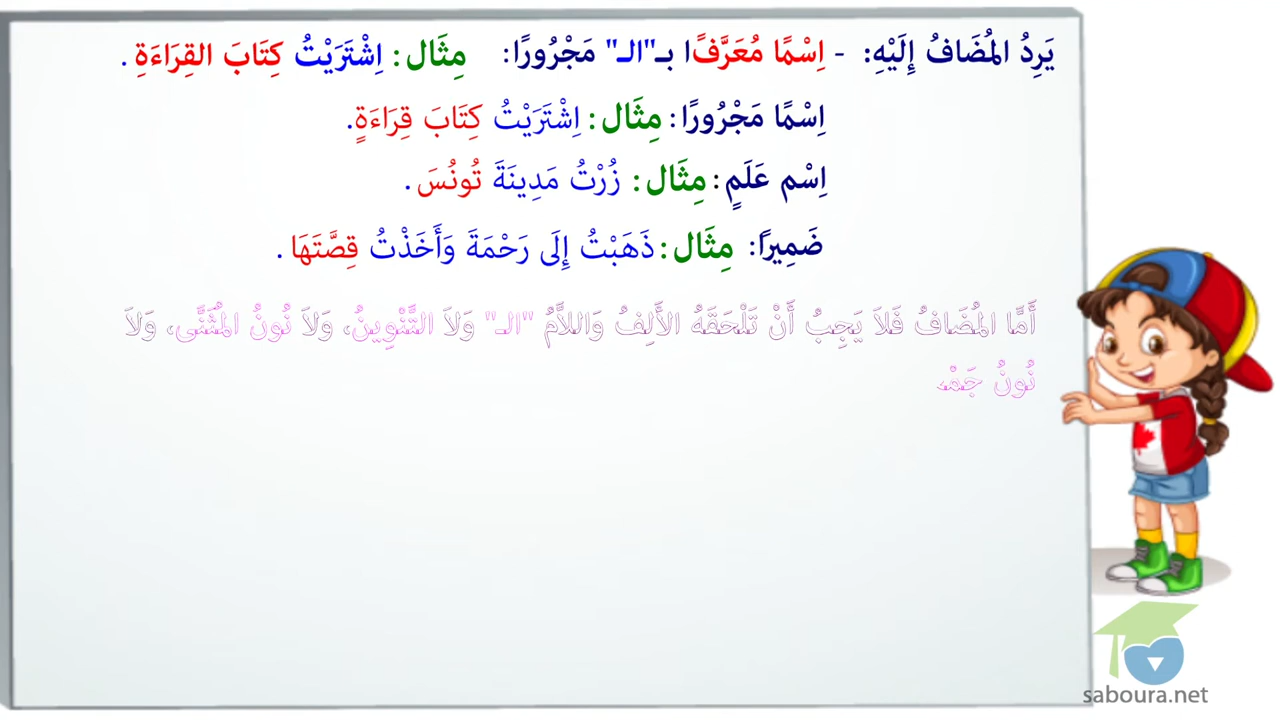 يَرِدُ المُضَافُ إِلَيْهِ: - اِسْمًا مُعَرَّفًا بـ"الـ" مَجْرُورًا: مِثَال: اِشْتَرَيْتُ كِتَابَ القِرَاءَةِ.
اِسْمًا مَجْرُورًا: مِثَال: اِشْتَرَيْتُ كِتَابَ قِرَاءَةٍ.
اِسْم عَلَمٍ: مِثَال: زُرْتُ مَدِينَةَ تُونُسَ.
ضَمِيرًا: مِثَال: ذَهَبْتُ إِلَى رَحْمَةَ وَأَخَذْتُ قِصَّتَهَا.
أَمَّا المُضَافُ فَلاَ يَجِبُ أَنْ تَلْحَقَهُ الأَلِفُ وَاللاَّمُ "الـ" وَلاَ التَّنْوِينُ، وَلاَ نُونُ المُثَنَّى، وَلاَ
نُونُ جَمْـ
saboura.net